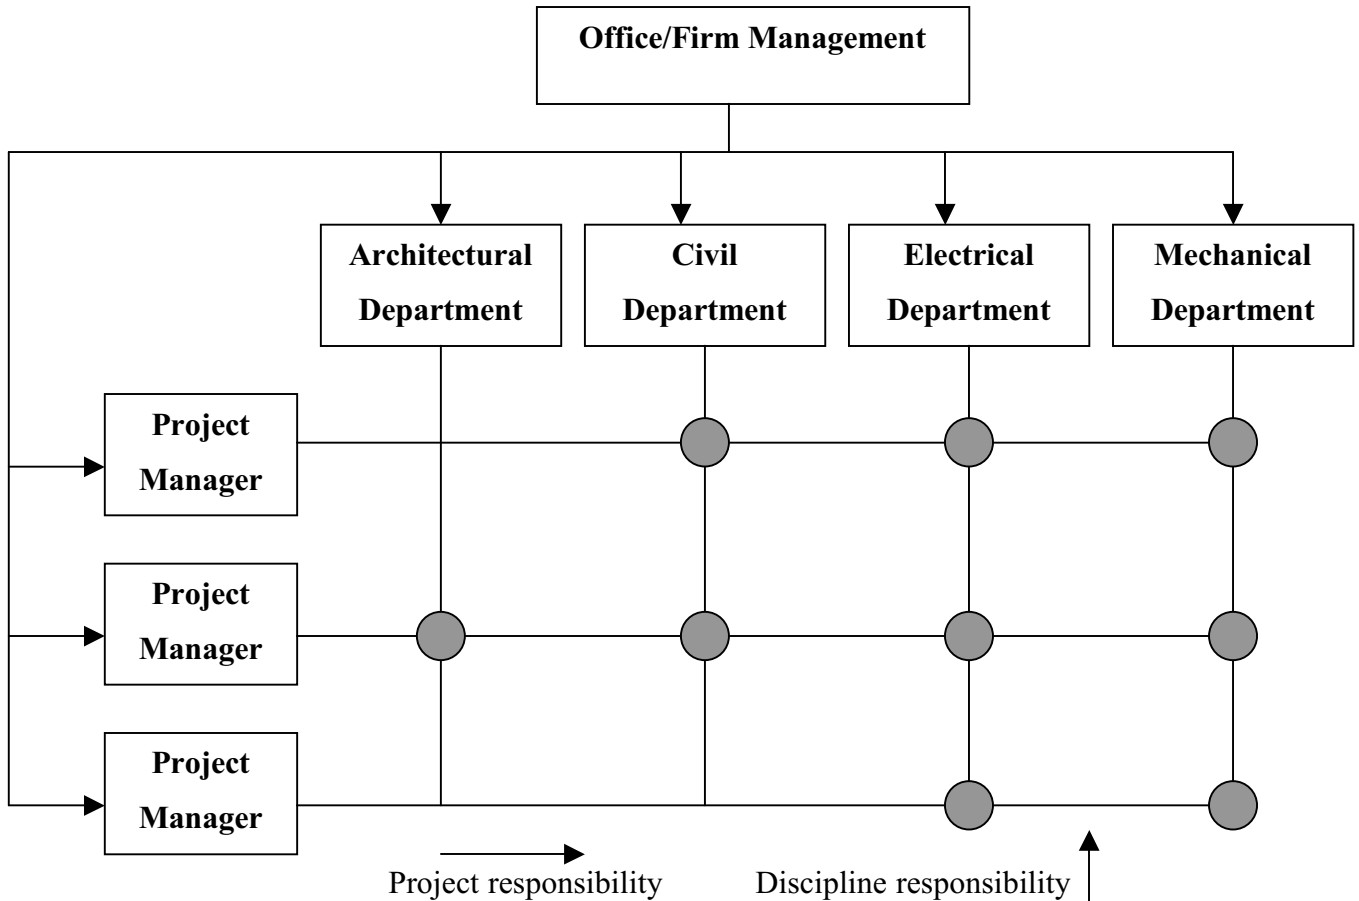 Office/Firm Management
Architectural
Department
Civil
Department
Electrical
Department
Mechanical
Department
Project
Manager
Project
Manager
Project
Manager
Project responsibility
Discipline responsibility